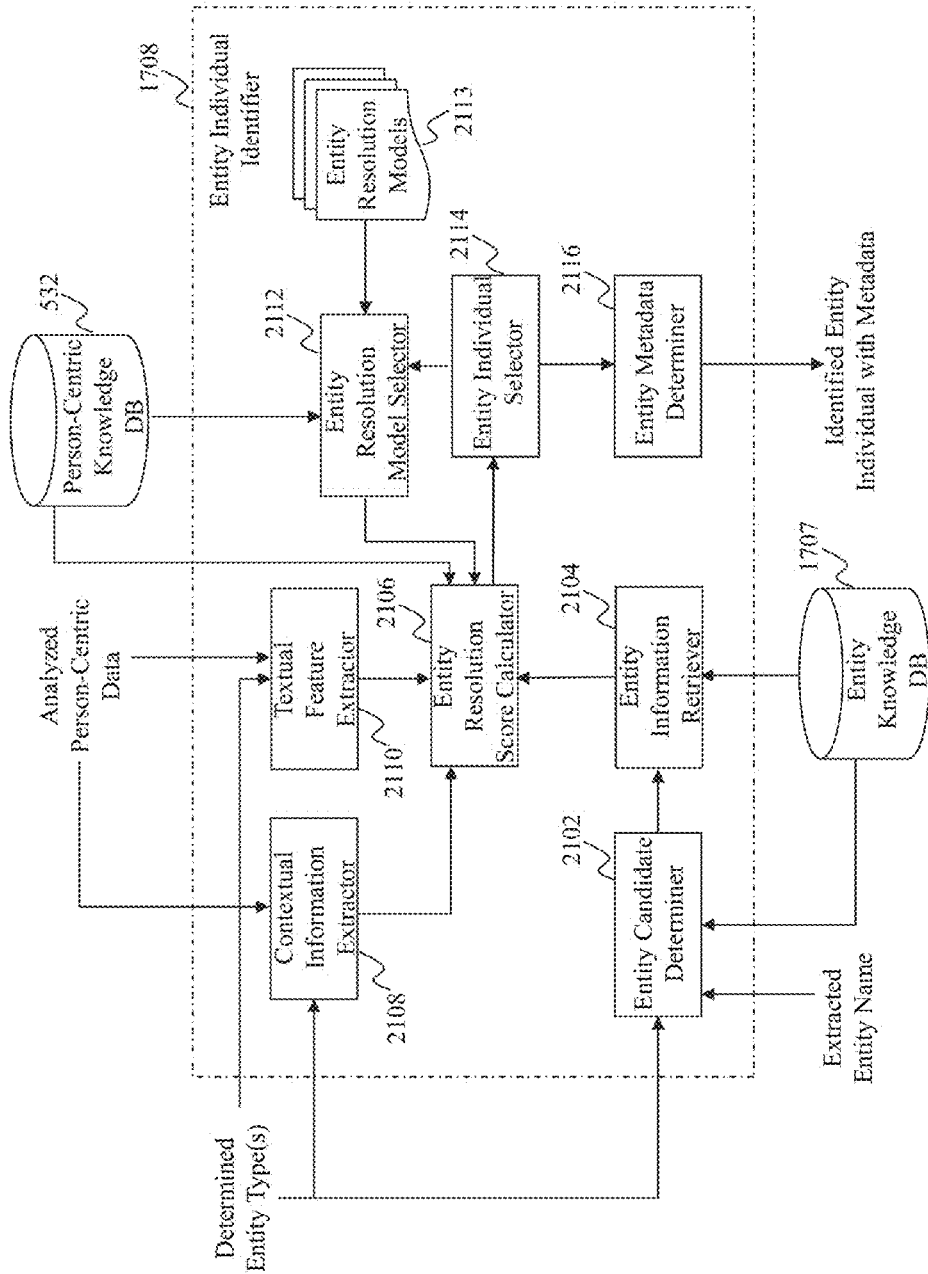 1708
Entity Individual
Identifier
532
Person-Centric
Knowledge
DB
Analyzed
Person-Centric
Data
Determined
Entity Type(s)
Contextual
Information
Extractor
2108
Textual
Feature
Extractor
2110
Entity
Resolution
Model Selector
2112
Entity
Resolution
Models
2113
Entity
Resolution
Score Calculator
2106
Entity Individual
Selector
2114
Entity Candidate
Determiner
2102
Entity
Information
Retriever
2104
Entity Metadata
Determiner
2116
Extracted
Entity Name
Entity
Knowledge
DB
1707
Identified Entity
Individual with Metadata